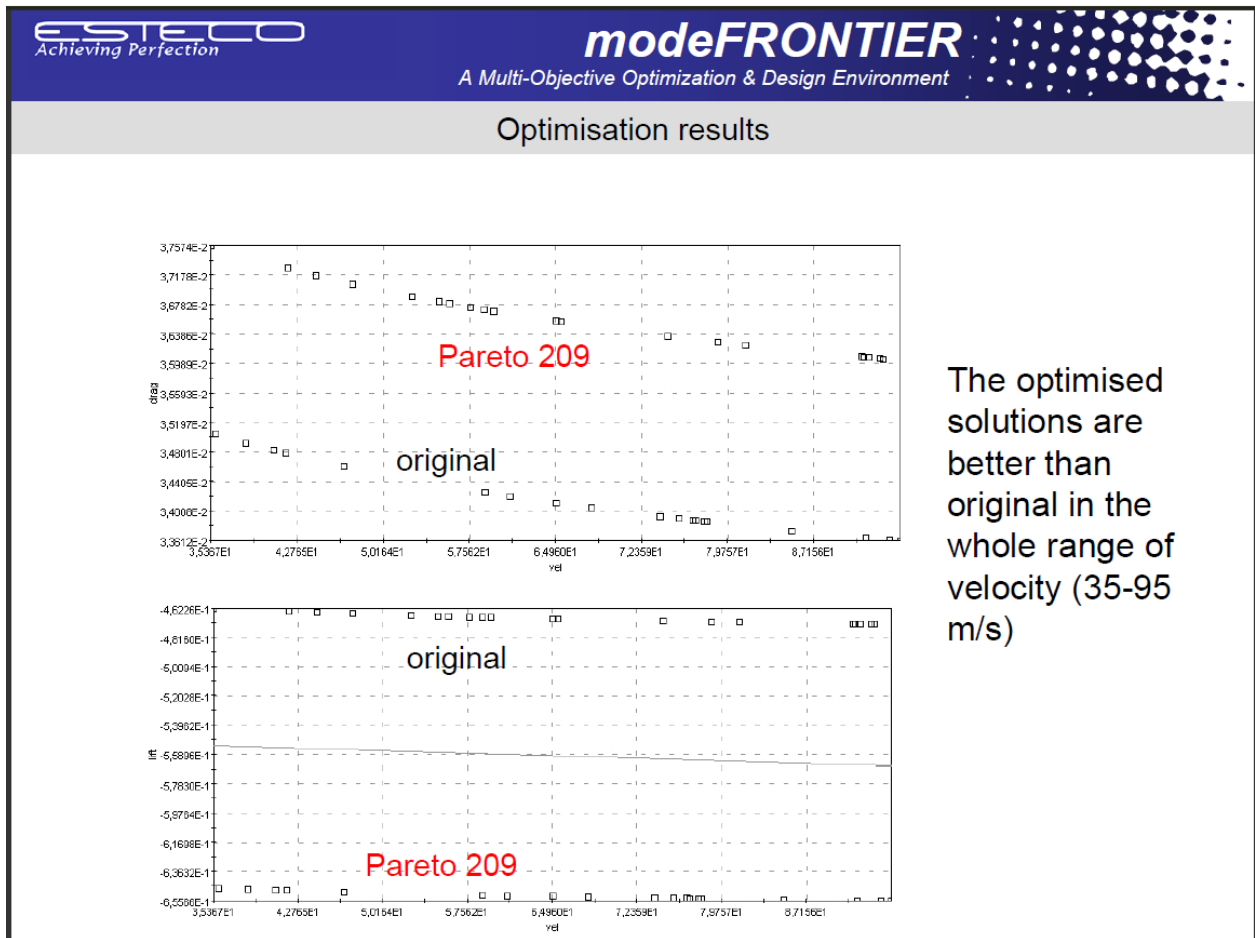 ESTECO
Achieving Perfection
modeFRONTIER
A Multi-Objective Optimization & Design Environment
Optimisation results
3,7574E-2
3,7178E-2
3,6782E-2
3,6386E-2
3,5989E-2
3,5593E-2
3,5197E-2
3,4801E-2
3,4405E-2
3,4008E-2
3,3612E-2
drag
Pareto 209
original
3,5367E1 4,2765E1 5,0164E1 5,7562E1 6,4960E1 7,2359E1 7,9757E1 8,7156E1
vel
-4,6226E-1
-4,8160E-1
-5,0094E-1
-5,2028E-1
-5,3962E-1
-5,5896E-1
-5,7830E-1
-5,9764E-1
-6,1698E-1
-6,3632E-1
-6,5566E-1
lift
original
Pareto 209
3,5367E1 4,2765E1 5,0164E1 5,7562E1 6,4960E1 7,2359E1 7,9757E1 8,7156E1
vel
The optimised
solutions are
better than
original in the
whole range of
velocity (35-95
m/s)